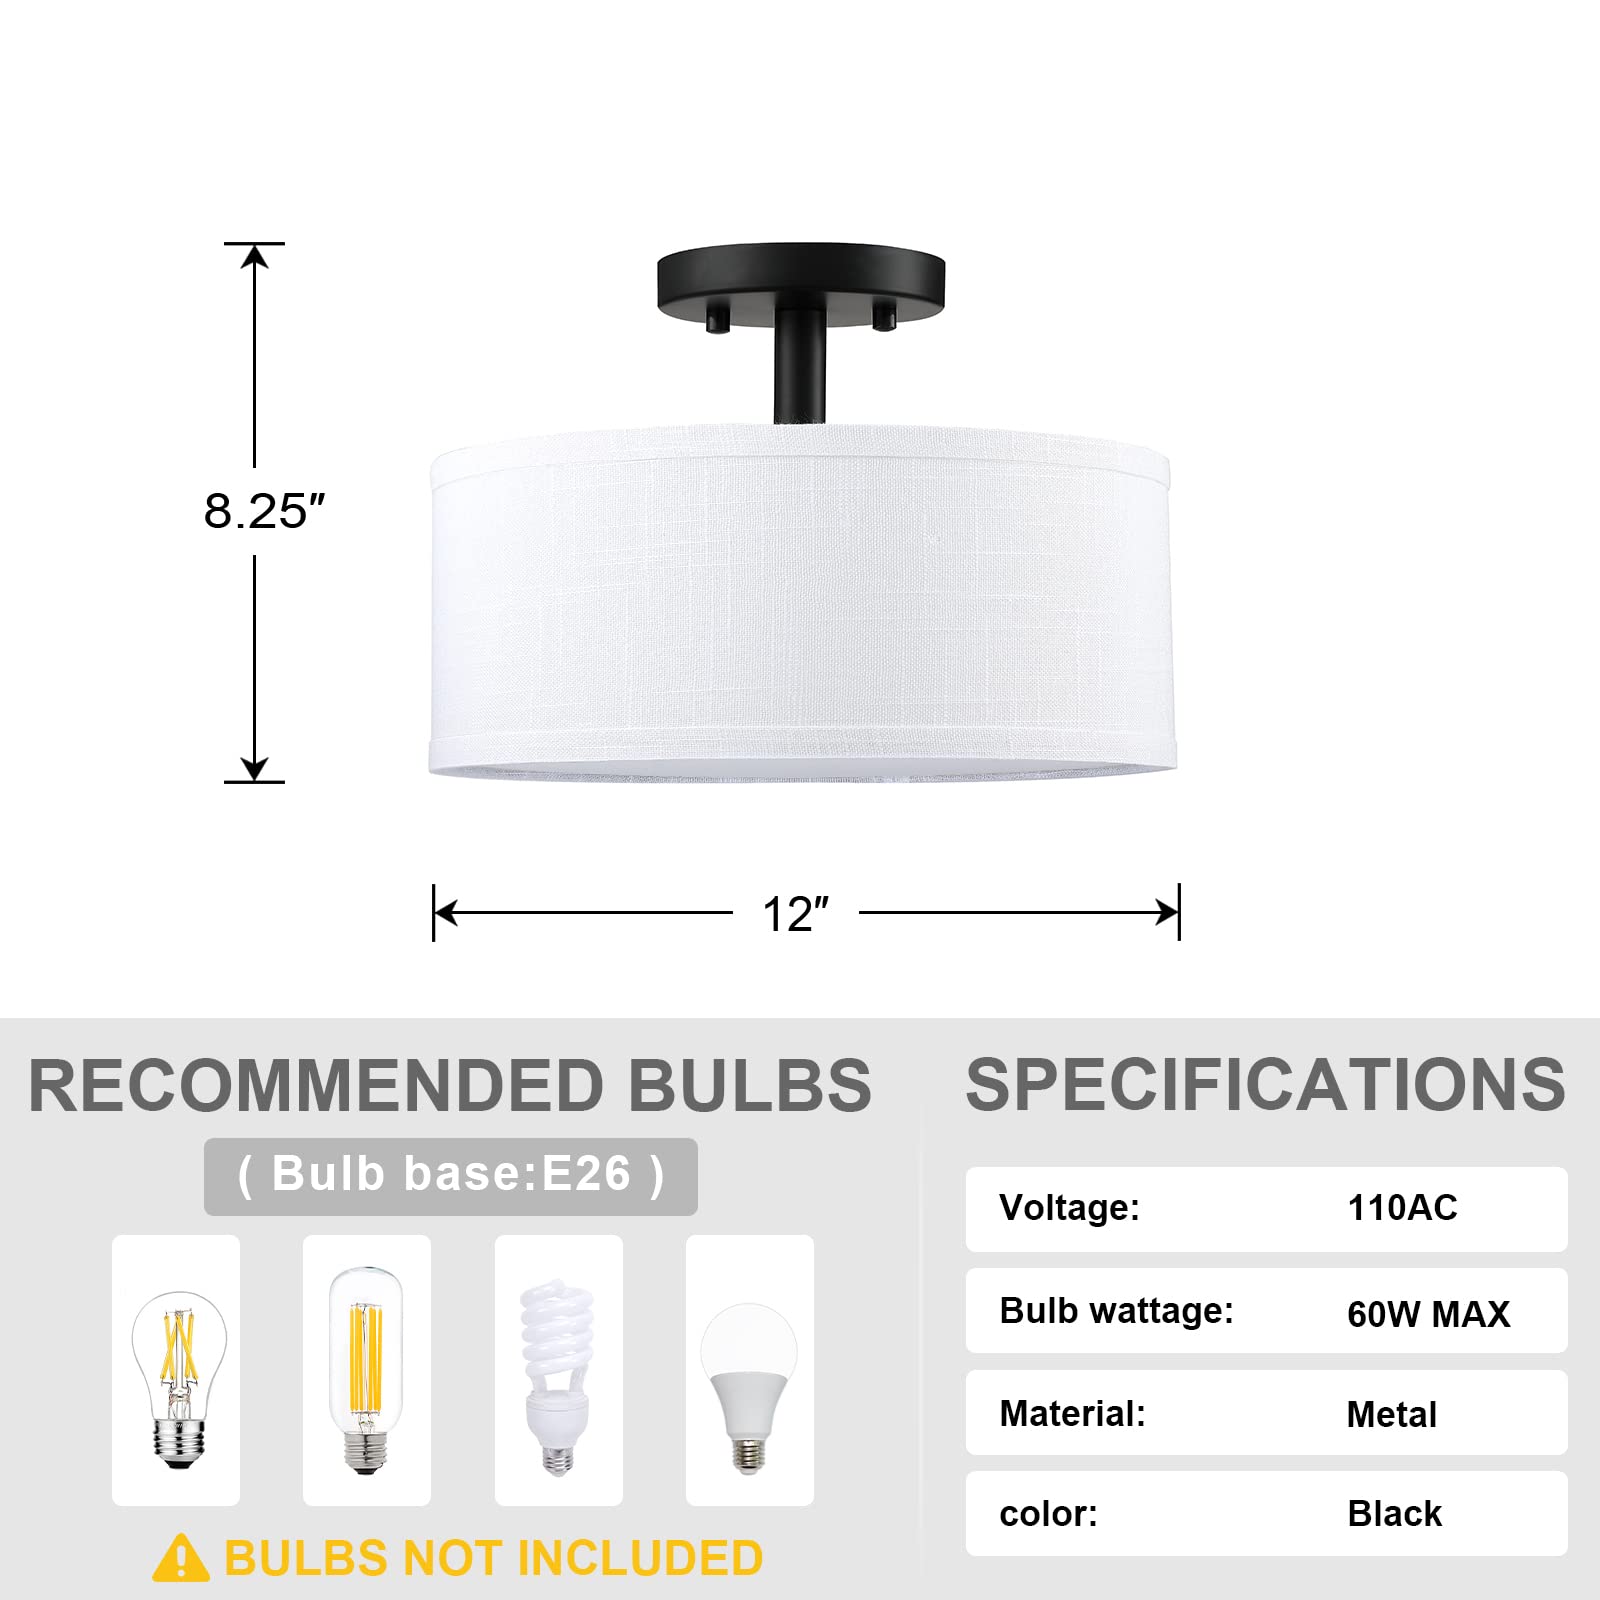 8.25″
12″
RECOMMENDED BULBS
( Bulb base:E26 )
BULBS NOT INCLUDED
SPECIFICATIONS
Voltage: 110AC
Bulb wattage: 60W MAX
Material: Metal
color: Black